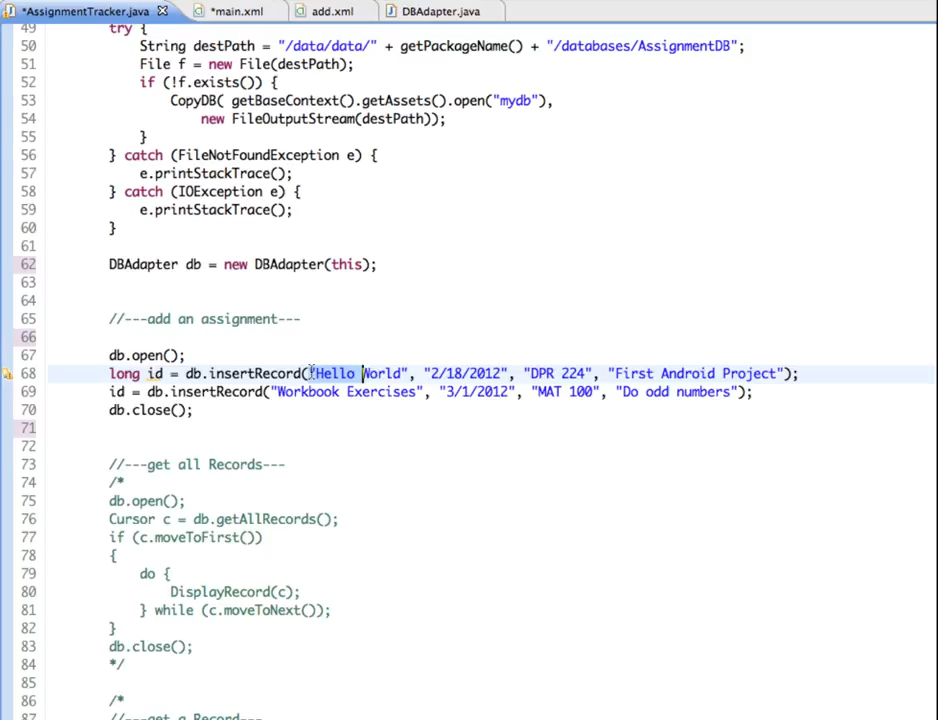 *AssignmentTracker.java *main.xml add.xml DBAdapter.java
49 try {
50 String destPath = "/data/data/" + getPackageName() + "/databases/AssignmentDB";
51 File f = new File(destPath);
52 if (!f.exists()) {
53 CopyDB( getBaseContext().getAssets().open("mydb"),
54 new FileOutputStream(destPath));
55 }
56 } catch (FileNotFoundException e) {
57 e.printStackTrace();
58 } catch (IOException e) {
59 e.printStackTrace();
60 }
61
62 DBAdapter db = new DBAdapter(this);
63
64
65 //---add an assignment---
66
67 db.open();
68 long id = db.insertRecord("Hello World", "2/18/2012", "DPR 224", "First Android Project");
69 id = db.insertRecord("Workbook Exercises", "3/1/2012", "MAT 100", "Do odd numbers");
70 db.close();
71
72
73 //---get all Records---
74 /*
75 db.open();
76 Cursor c = db.getAllRecords();
77 if (c.moveToFirst())
78 {
79 do {
80 DisplayRecord(c);
81 } while (c.moveToNext());
82 }
83 db.close();
84 */
85
86 /*
87 //---get a Record---